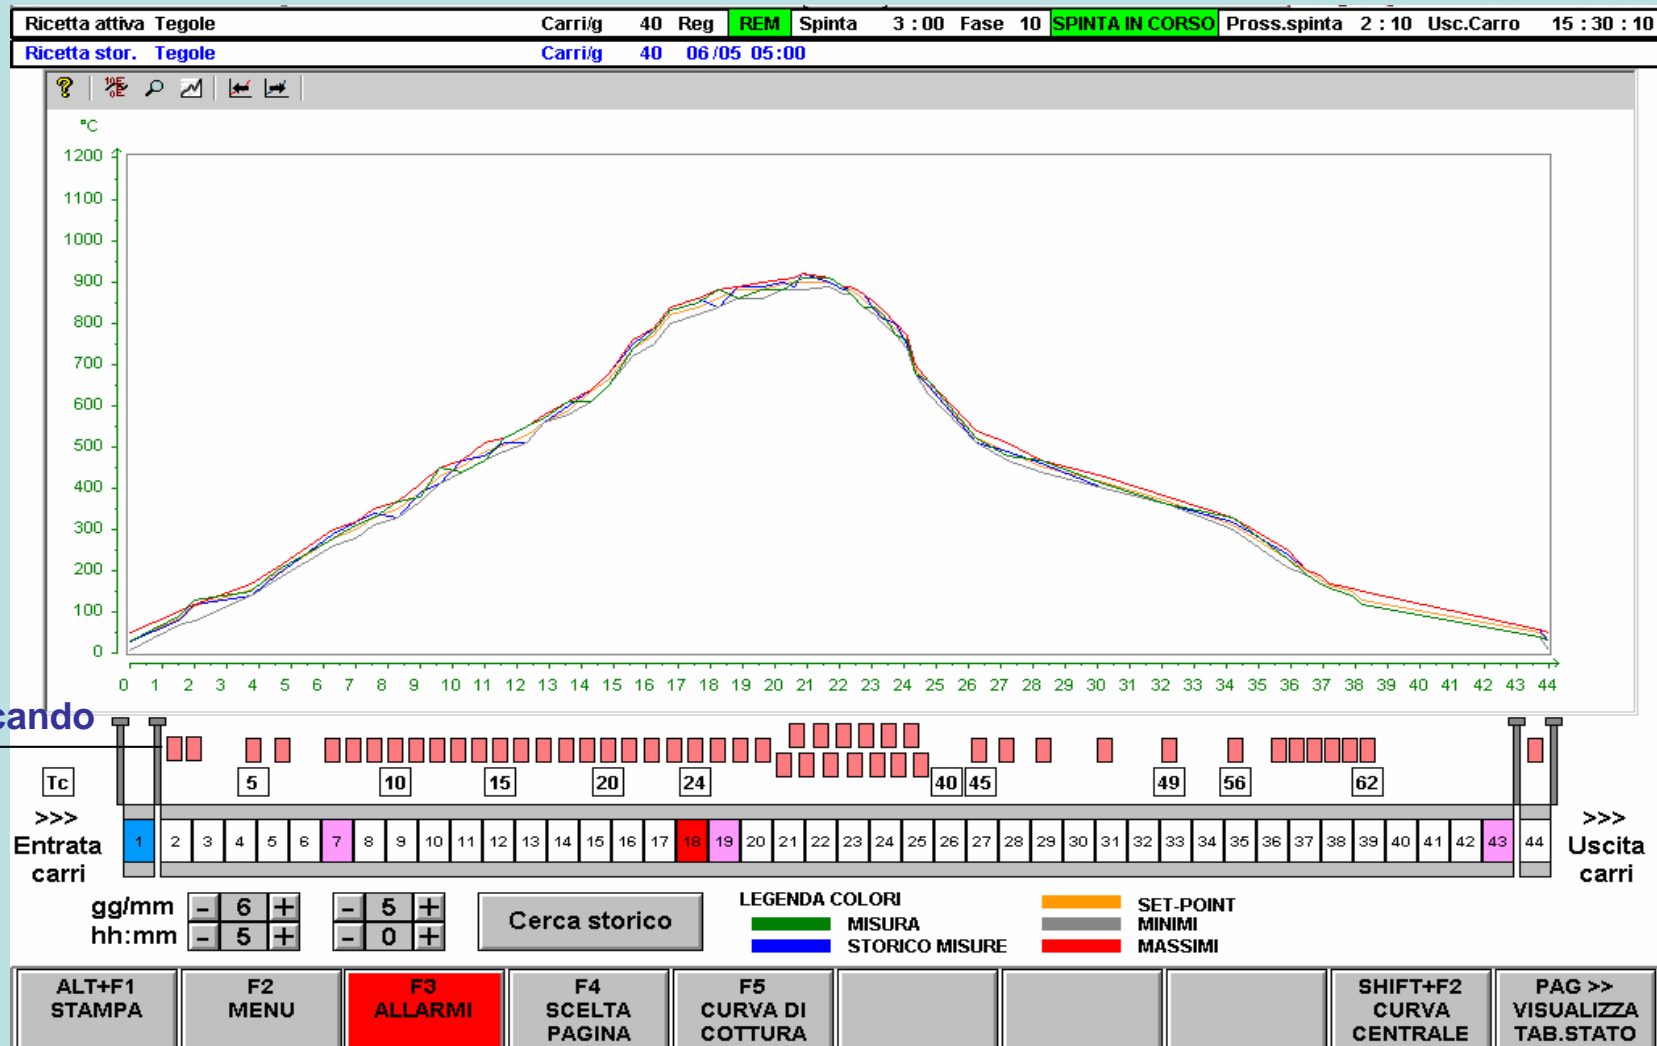 Ricetta attiva Tegole Carri/g 40 Reg REM Spinta 3 : 00 Fase 10 SPINTA IN CORSO Pross.spinta 2 : 10 Usc.Carro 15 : 30 : 10
Ricetta stor. Tegole Carri/g 40 06/05 05:00
°C
1200
1100
1000
900
800
700
600
500
400
300
200
100
0
0 1 2 3 4 5 6 7 8 9 10 11 12 13 14 15 16 17 18 19 20 21 22 23 24 25 26 27 28 29 30 31 32 33 34 35 36 37 38 39 40 41 42 43 44
cando
Tc 5 10 15 20 24 40 45 49 56 62
>>> Entrata carri
1 2 3 4 5 6 7 8 9 10 11 12 13 14 15 16 17 18 19 20 21 22 23 24 25 26 27 28 29 30 31 32 33 34 35 36 37 38 39 40 41 42 43 44
>>> Uscita carri
gg/mm - 6 + - 5 +
hh:mm - 5 + - 0 +
Cerca storico
LEGENDA COLORI
MISURA
STORICO MISURE
SET-POINT
MINIMI
MASSIMI
ALT+F1 STAMPA
F2 MENU
F3 ALLARMI
F4 SCELTA PAGINA
F5 CURVA DI COTTURA
SHIFT+F2 CURVA CENTRALE
PAG >> VISUALIZZA TAB.STATO